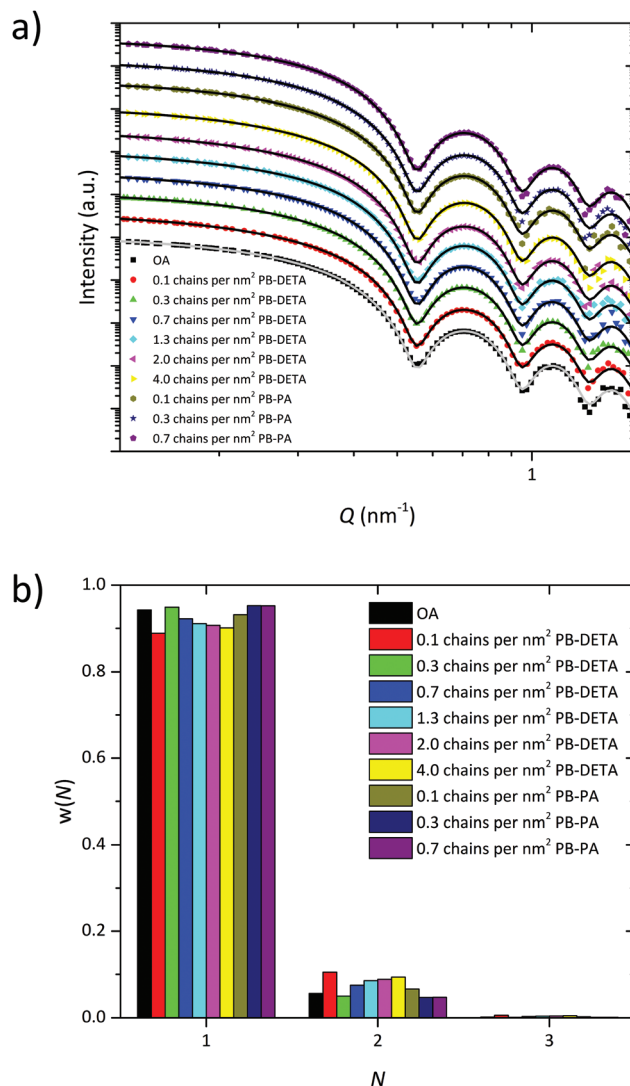 a)
Intensity (a.u.)
OA
0.1 chains per nm² PB-DETA
0.3 chains per nm² PB-DETA
0.7 chains per nm² PB-DETA
1.3 chains per nm² PB-DETA
2.0 chains per nm² PB-DETA
4.0 chains per nm² PB-DETA
0.1 chains per nm² PB-PA
0.3 chains per nm² PB-PA
0.7 chains per nm² PB-PA
1
Q (nm⁻¹)
b)
w(N)
1.0
0.8
0.6
0.4
0.2
0.0
OA
0.1 chains per nm² PB-DETA
0.3 chains per nm² PB-DETA
0.7 chains per nm² PB-DETA
1.3 chains per nm² PB-DETA
2.0 chains per nm² PB-DETA
4.0 chains per nm² PB-DETA
0.1 chains per nm² PB-PA
0.3 chains per nm² PB-PA
0.7 chains per nm² PB-PA
1 2 3
N